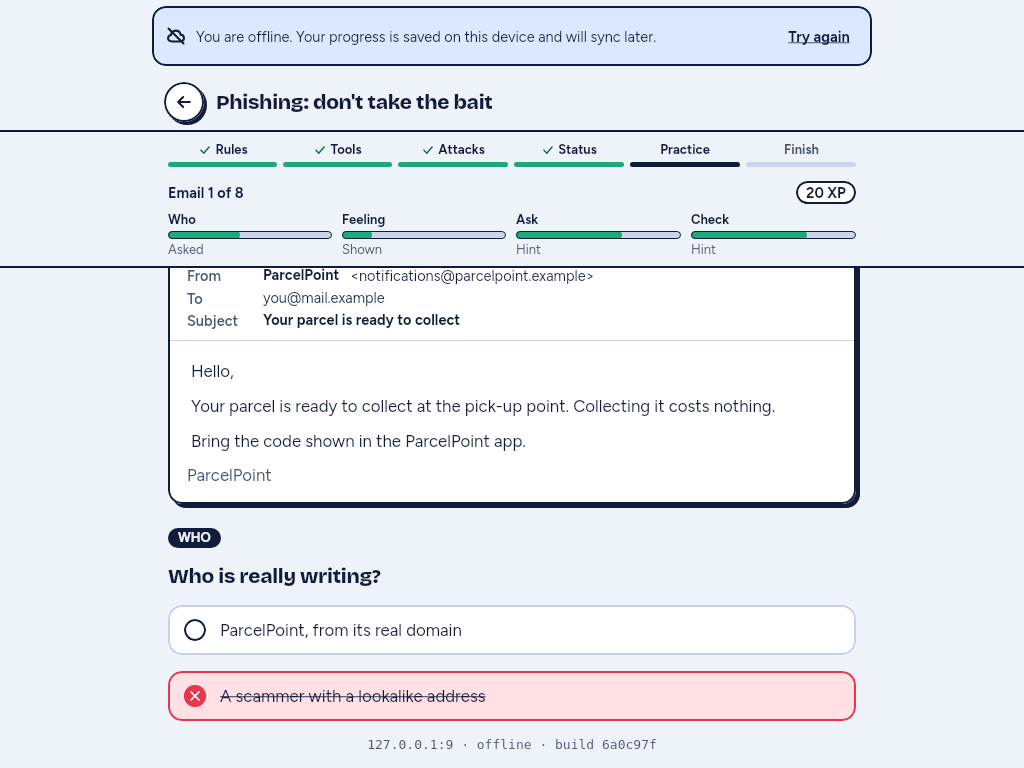 You are offline. Your progress is saved on this device and will sync later. Try again
Phishing: don't take the bait
Rules Tools Attacks Status Practice Finish
Email 1 of 8 20 XP
Who Feeling Ask Check
Asked Shown Hint Hint
From ParcelPoint <notifications@parcelpoint.example>
To you@mail.example
Subject Your parcel is ready to collect
Hello,
Your parcel is ready to collect at the pick-up point. Collecting it costs nothing.
Bring the code shown in the ParcelPoint app.
ParcelPoint
WHO
Who is really writing?
ParcelPoint, from its real domain
A scammer with a lookalike address
127.0.0.1:9 · offline · build 6a0c97f